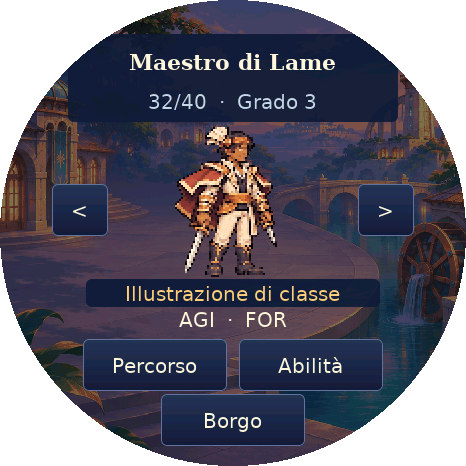 Maestro di Lame
32/40 · Grado 3
< >
Illustrazione di classe
AGI · FOR
Percorso Abilità
Borgo